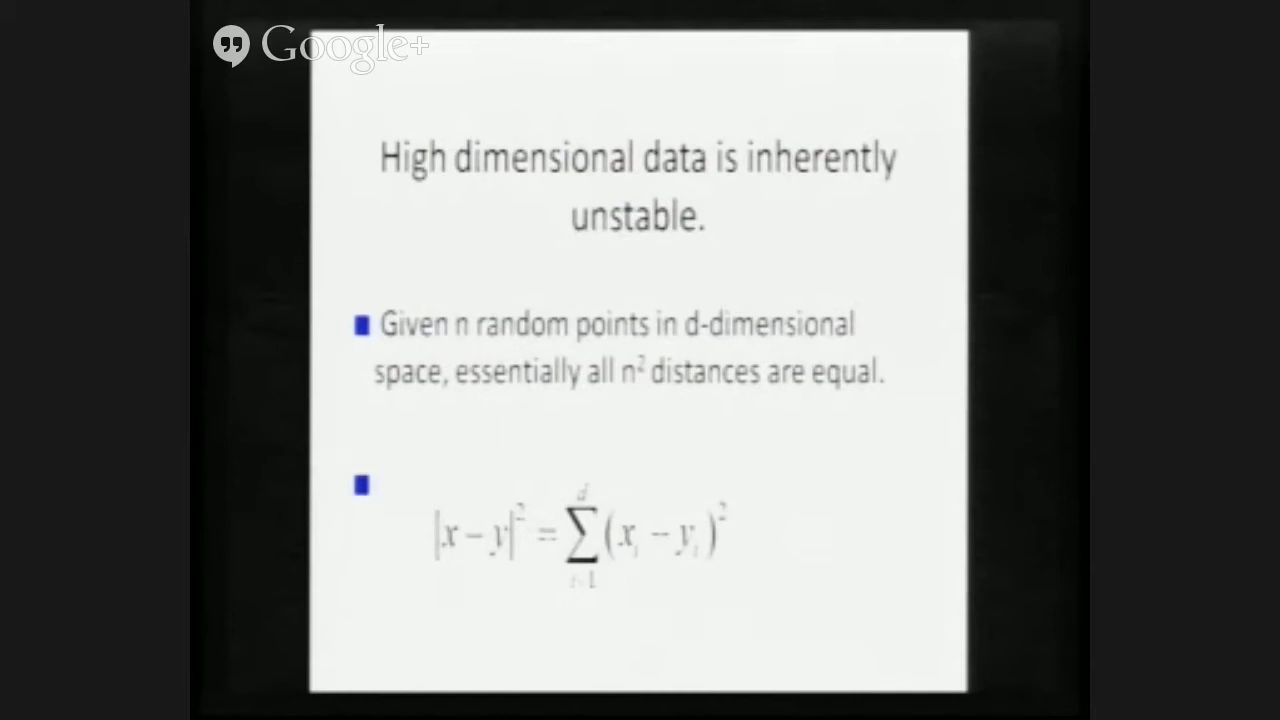 Google+
High dimensional data is inherently
unstable.
Given n random points in d-dimensional
space, essentially all n² distances are equal.
|x − y|² = ∑ᵢ₌₁ᵈ (xᵢ − yᵢ)²